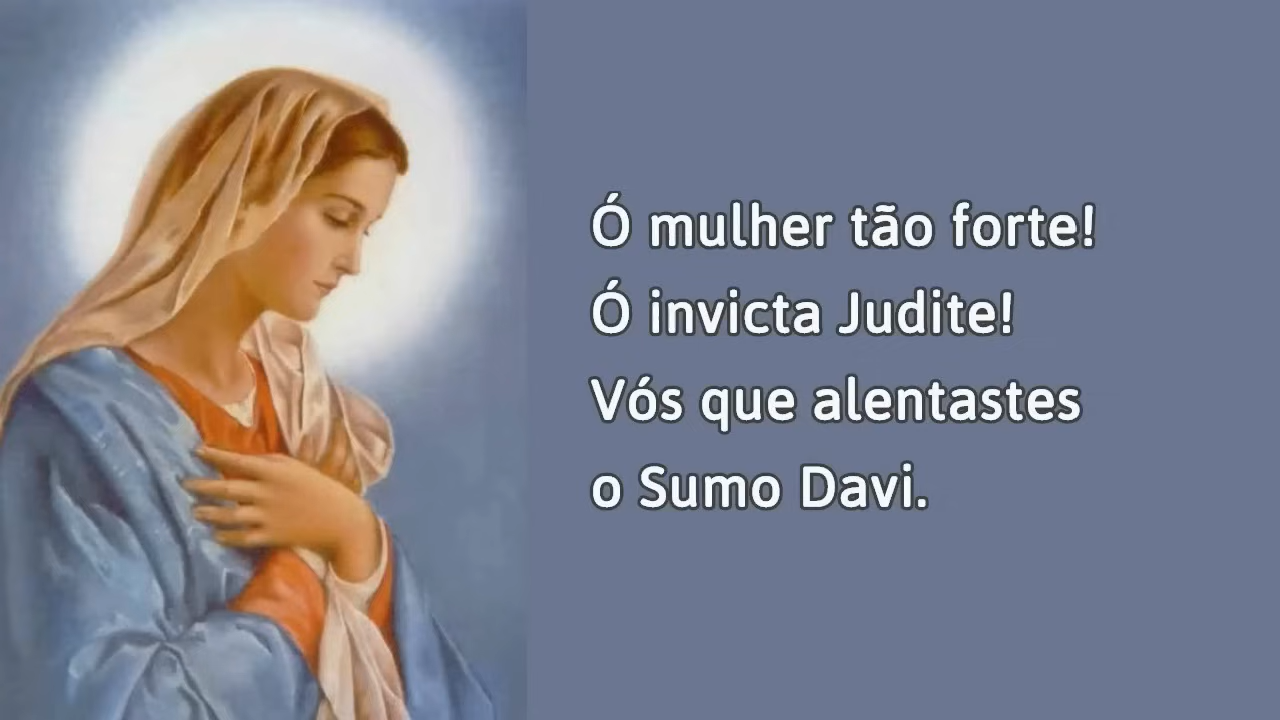 Ó mulher tão forte!
Ó invicta Judite!
Vós que alentastes
o Sumo Davi.